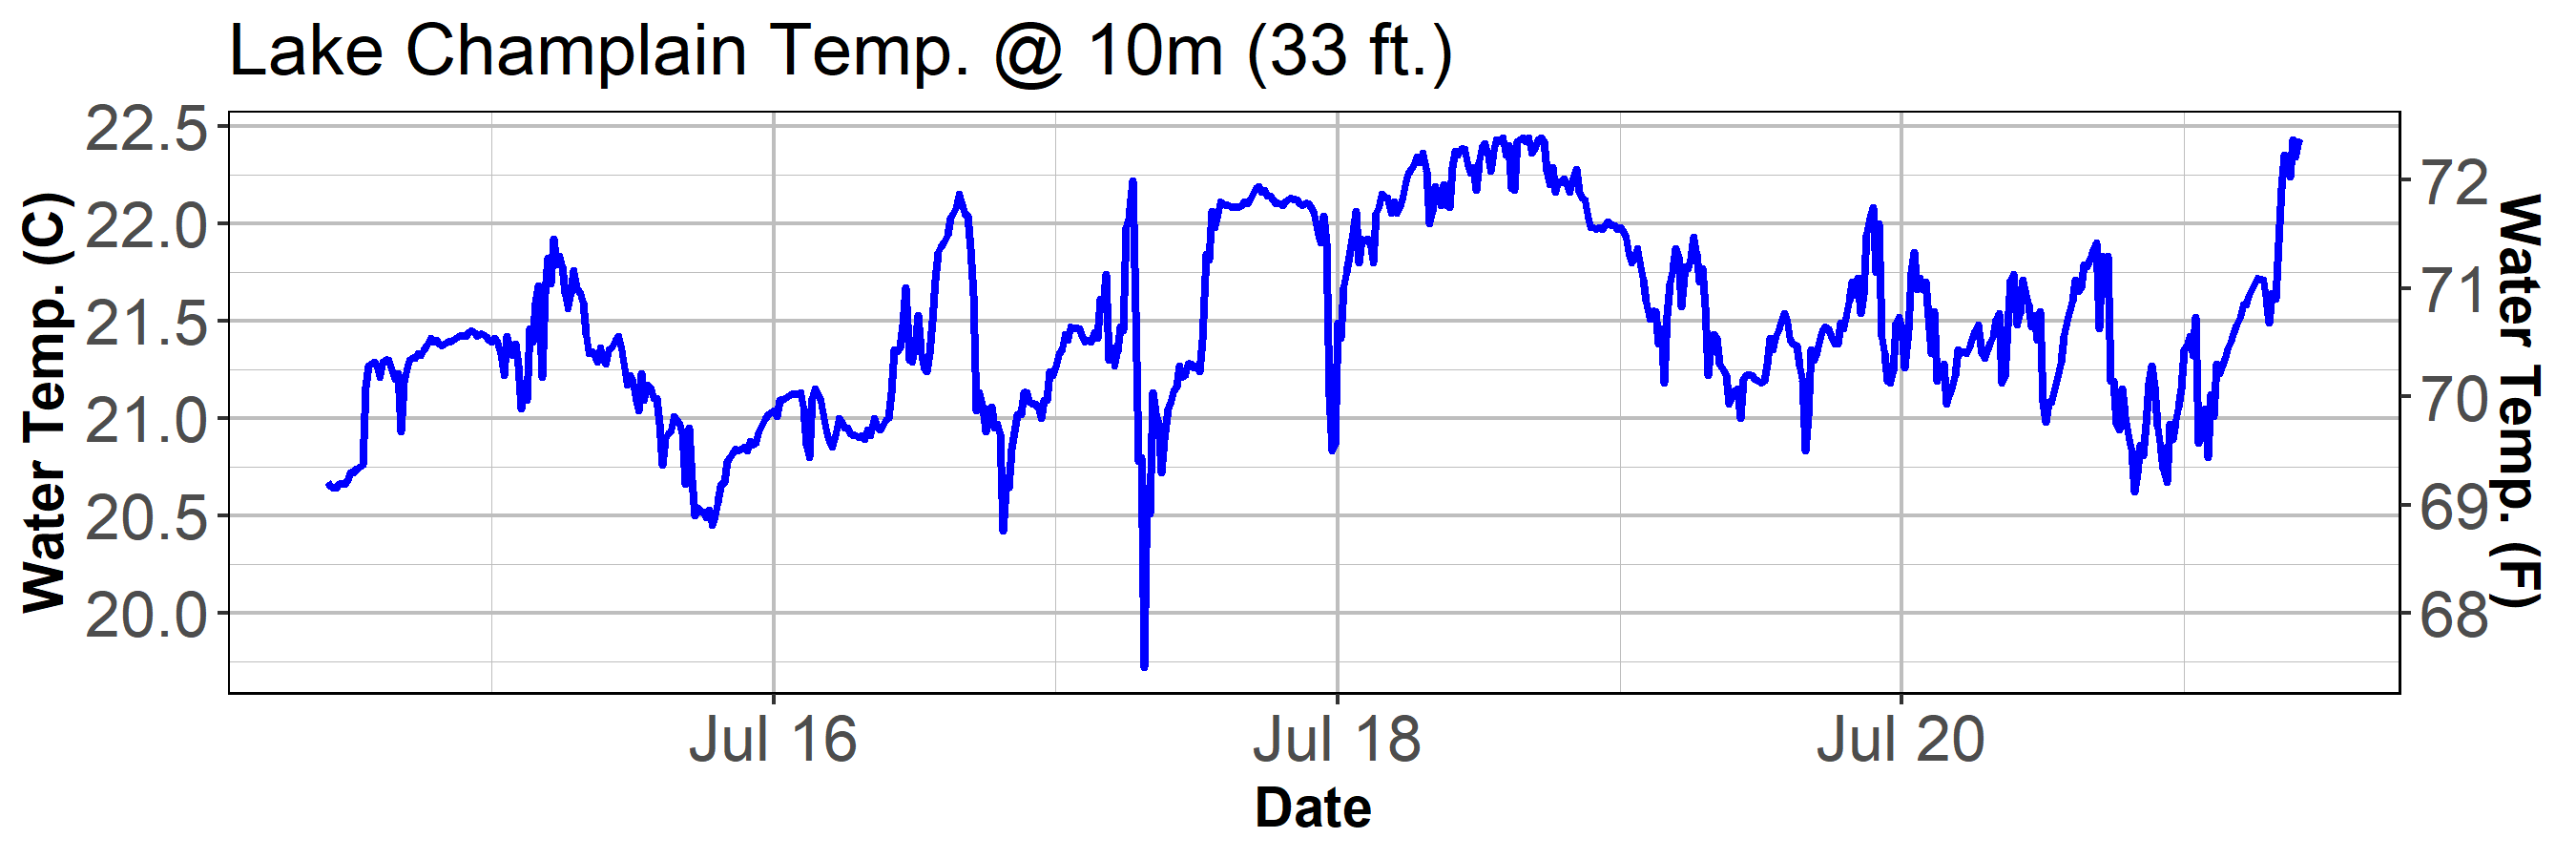 Lake Champlain Temp. @ 10m (33 ft.)
Water Temp. (C)
22.5
22.0
21.5
21.0
20.5
20.0
72
71
70
69
68
Water Temp. (F)
Jul 16 Jul 18 Jul 20
Date